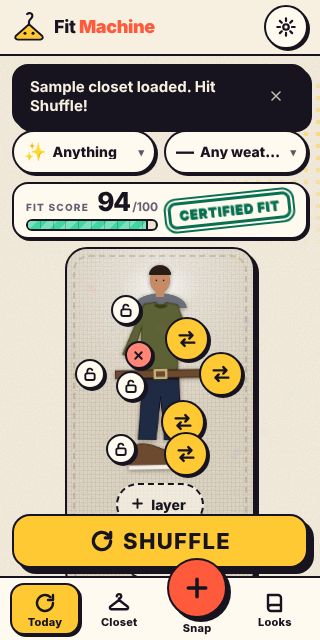 Fit Machine
Sample closet loaded. Hit
Shuffle!
Anything
Any weat...
FIT SCORE 94/100
CERTIFIED FIT
+ layer
SHUFFLE
Today
Closet
Snap
Looks